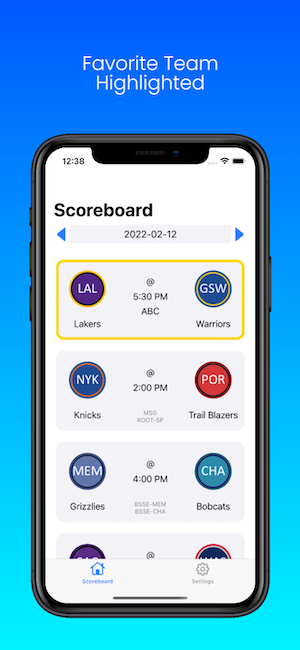 Favorite Team
Highlighted
12:38
Scoreboard
2022-02-12
LAL @ GSW
5:30 PM
ABC
Lakers Warriors
NYK @ POR
2:00 PM
Knicks MSG Trail Blazers
ROOT-SP
MEM @ CHA
4:00 PM
Grizzlies BSSE-MEM Bobcats
BSSE-CHA
@
Scoreboard Settings